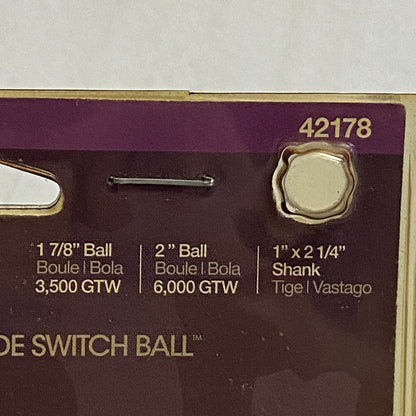 42178
1 7/8" Ball
Boule | Bola
3,500 GTW
2" Ball
Boule | Bola
6,000 GTW
1" x 2 1/4"
Shank
Tige | Vastago
DE SWITCH BALL™